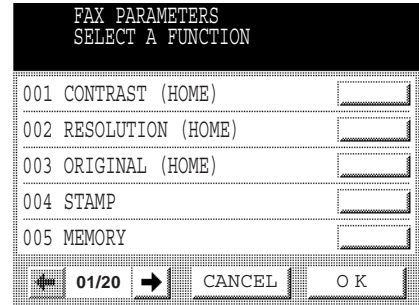 FAX PARAMETERS
SELECT A FUNCTION
001 CONTRAST (HOME)
002 RESOLUTION (HOME)
003 ORIGINAL (HOME)
004 STAMP
005 MEMORY
01/20 CANCEL O K